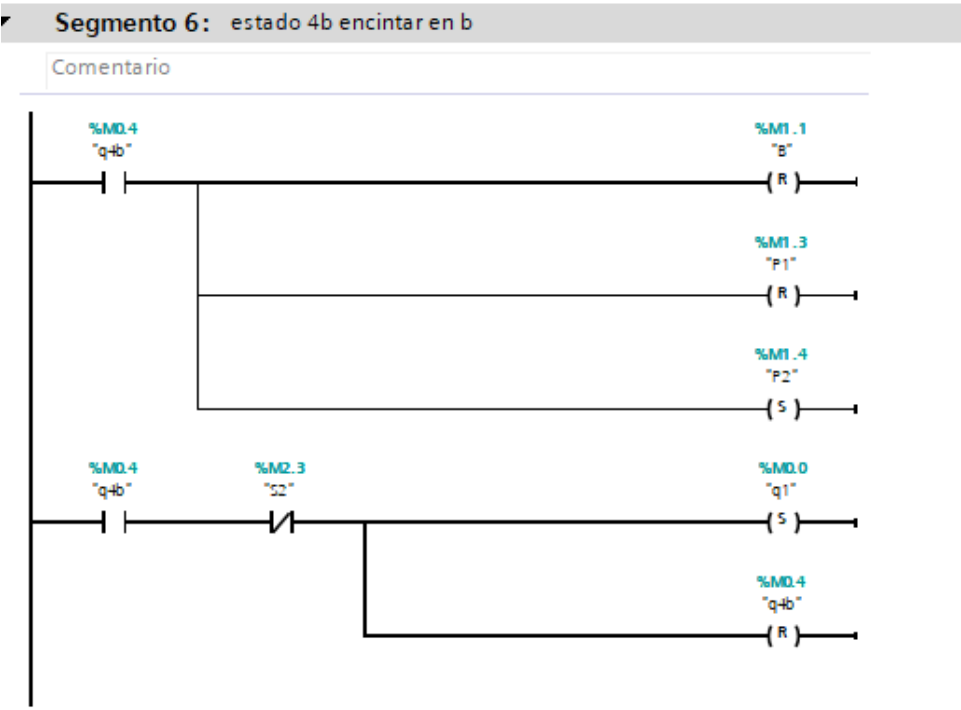 Segmento 6: estado 4b encintar en b
Comentario
%M0.4 %M1.1
"q4b" "B"
R
%M1.3
"P1"
R
%M1.4
"P2"
S
%M0.4 %M2.3 %M0.0
"q4b" "S2" "q1"
S
%M0.4
"q4b"
R